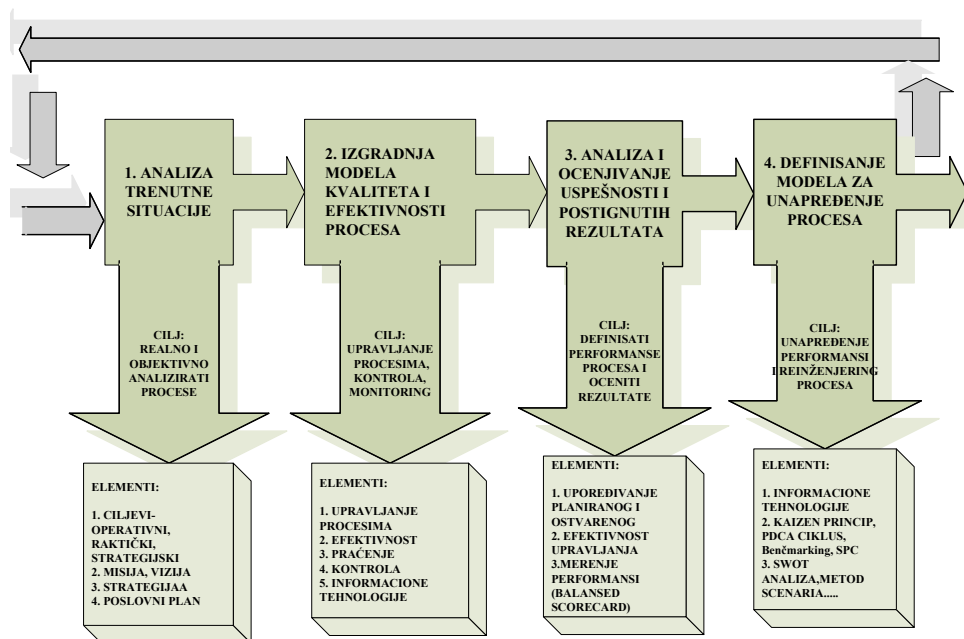 1. ANALIZA
TRENUTNE
SITUACIJE
2. IZGRADNJA
MODELA
KVALITETA I
EFEKTIVNOSTI
PROCESA
3. ANALIZA I
OCENJIVANJE
USPEŠNOSTI I
POSTIGNUTIH
REZULTATA
4. DEFINISANJE
MODELA ZA
UNAPREĐENJE
PROCESA
CILJ:
REALNO I
OBJEKTIVNO
ANALIZIRATI
PROCESE
CILJ:
UPRAVLJANJE
PROCESIMA,
KONTROLA,
MONITORING
CILJ:
DEFINISATI
PERFORMANSE
PROCESA I
OCENITI
REZULTATE
CILJ:
UNAPREĐENJE
PERFORMANSI
I REINŽENJERING
PROCESA
ELEMENTI:
1. CILJEVI-
OPERATIVNI,
RAKTIČKI,
STRATEGIJSKI
2. MISIJA, VIZIJA
3. STRATEGIJAA
4. POSLOVNI PLAN
ELEMENTI:
1. UPRAVLJANJE
PROCESIMA
2. EFEKTIVNOST
3. PRAĆENJE
4. KONTROLA
5. INFORMACIONE
TEHNOLOGIJE
ELEMENTI:
1. UPOREĐIVANJE
PLANIRANOG I
OSTVARENOG
2. EFEKTIVNOST
UPRAVLJANJA
3.MERENJE
PERFORMANSI
(BALANSED
SCORECARD)
ELEMENTI:
1. INFORMACIONE
TEHNOLOGIJE
2. KAIZEN PRINCIP,
PDCA CIKLUS,
Benčmarking, SPC
3. SWOT
ANALIZA,METOD
SCENARIA.....